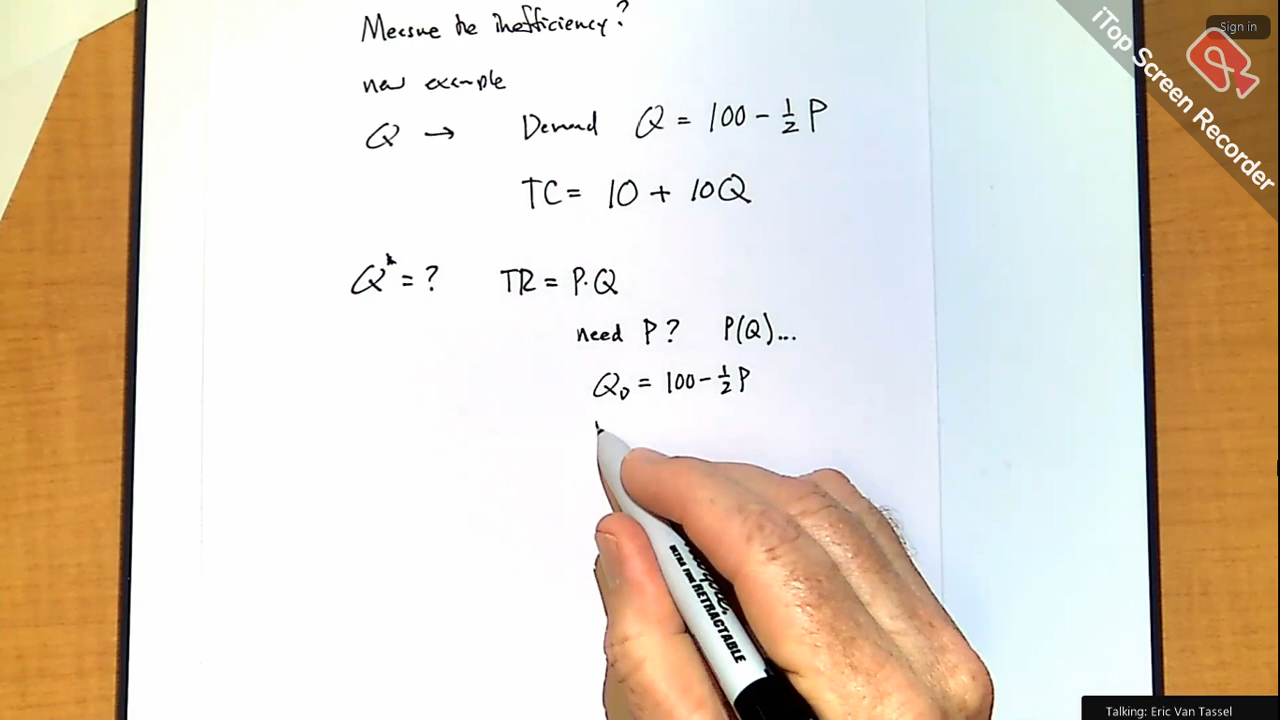 Measure the inefficiency?
new example
Q → Demand Q = 100 - 1/2 P
TC = 10 + 10Q
Q* = ? TR = P·Q
need P? P(Q)...
Q_D = 100 - 1/2 P
RETRACTABLE
iTop Screen Recorder
Sign in
Talking: Eric Van Tassel